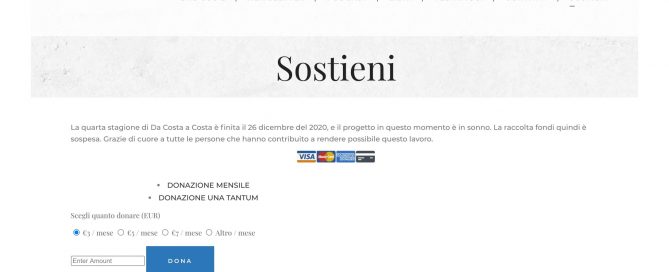 Sostieni
La quarta stagione di Da Costa a Costa è finita il 26 dicembre del 2020, e il progetto in questo momento è in sonno. La raccolta fondi quindi è
sospesa. Grazie di cuore a tutte le persone che hanno contribuito a rendere possibile questo lavoro.
VISA MasterCard
DONAZIONE MENSILE
DONAZIONE UNA TANTUM
Scegli quanto donare (EUR)
€3 / mese €5 / mese €7 / mese Altro / mese
Enter Amount DONA